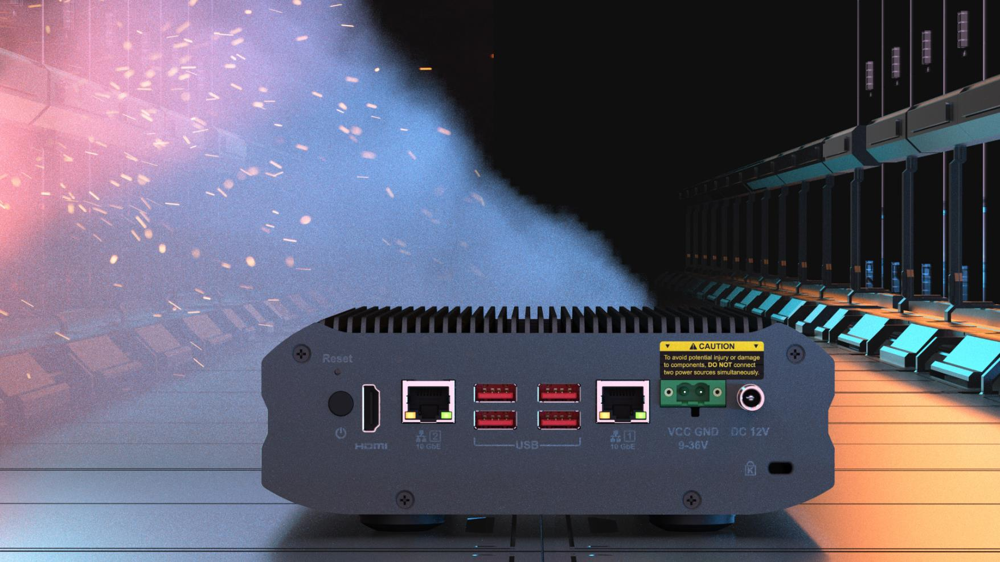 CAUTION
To avoid potential injury or damage
to components, DO NOT connect
two power sources simultaneously.
Reset
HDMI
2
10 GbE
USB
1
10 GbE
VCC GND
9-36V
DC 12V
K